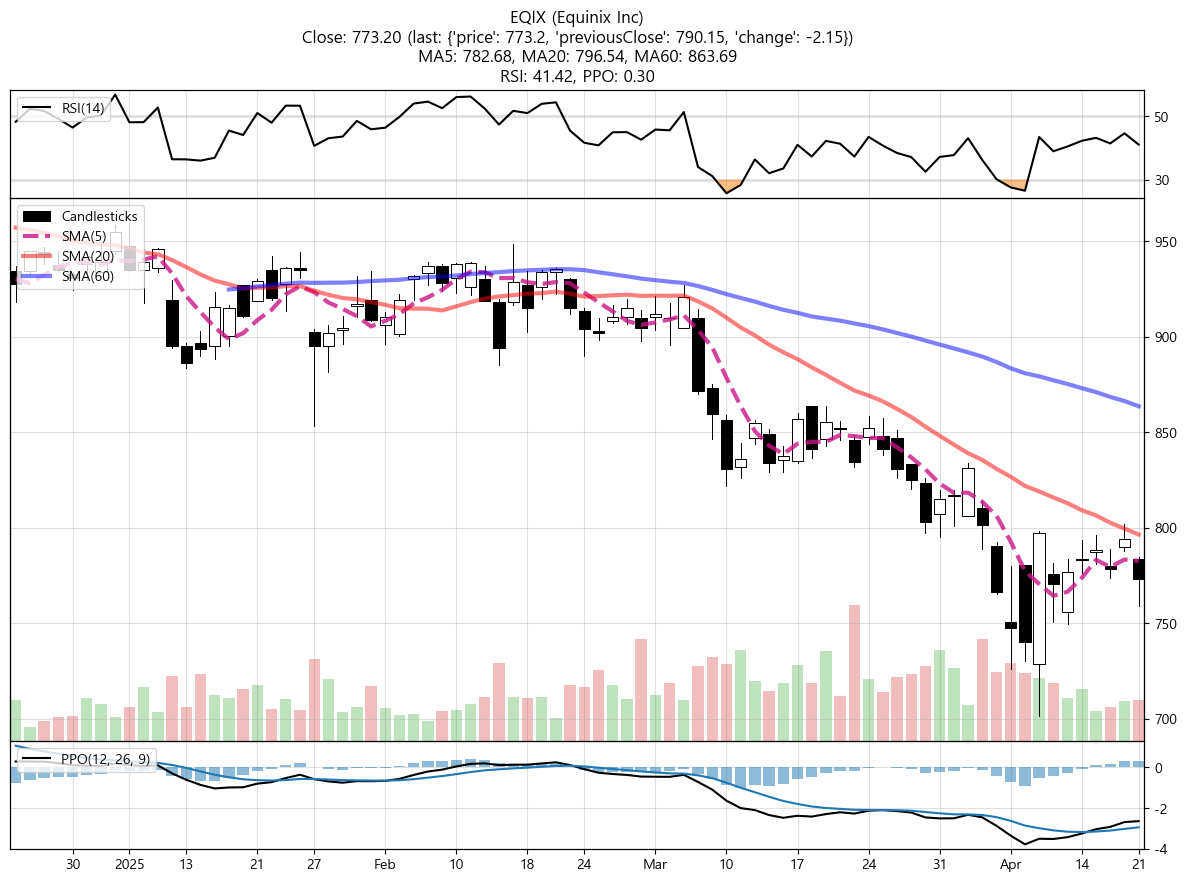 EQIX (Equinix Inc)
Close: 773.20 (last: {'price': 773.2, 'previousClose': 790.15, 'change': -2.15})
MA5: 782.68, MA20: 796.54, MA60: 863.69
RSI: 41.42, PPO: 0.30
RSI(14)
50
30
Candlesticks
SMA(5)
SMA(20)
SMA(60)
950
900
850
800
750
700
PPO(12, 26, 9)
0
-2
-4
30 2025 13 21 27 Feb 10 18 24 Mar 10 17 24 31 Apr 14 21